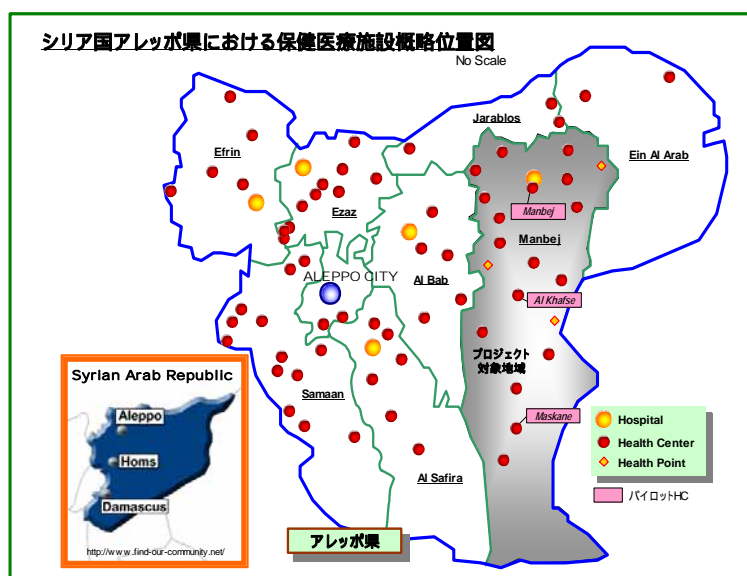 シリア国アレッポ県における保健医療施設概略位置図
No Scale
Jarablos
Efrin
Ein Al Arab
Ezaz
Manbej
Manbej
ALEPPO CITY
Al Bab
Al Khafse
プロジェクト
対象地域
Syrian Arab Republic
Aleppo
Homs
Damascus
http://www.find-our-community.net/
Samaan
Maskane
Al Safira
Hospital
Health Center
Health Point
パイロットHC
アレッポ県